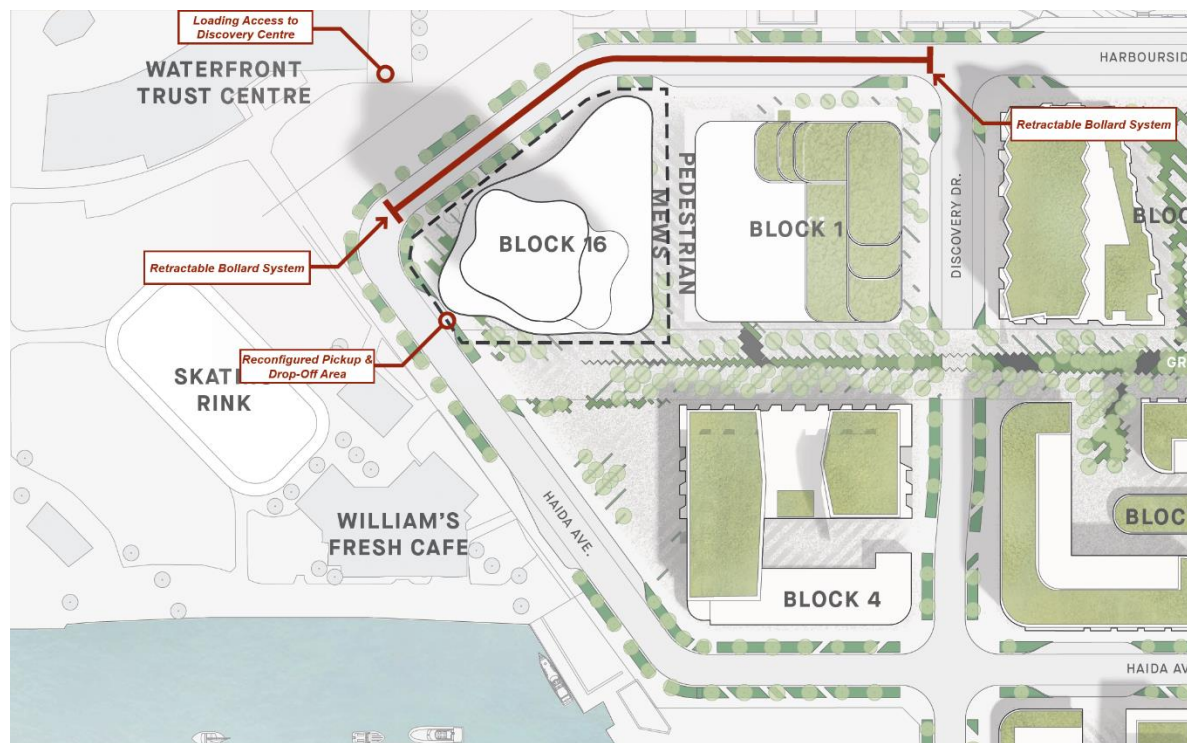 Loading Access to
Discovery Centre
WATERFRONT
TRUST CENTRE
HARBOURSID
Retractable Bollard System
PEDESTRIAN
MEWS
BLOCK 16
BLOCK 1
DISCOVERY DR.
BLOC
Retractable Bollard System
Reconfigured Pickup &
Drop-Off Area
SKATI
RINK
GR
HAIDA AVE.
WILLIAM'S
FRESH CAFE
BLOCK 4
BLOC
HAIDA AV